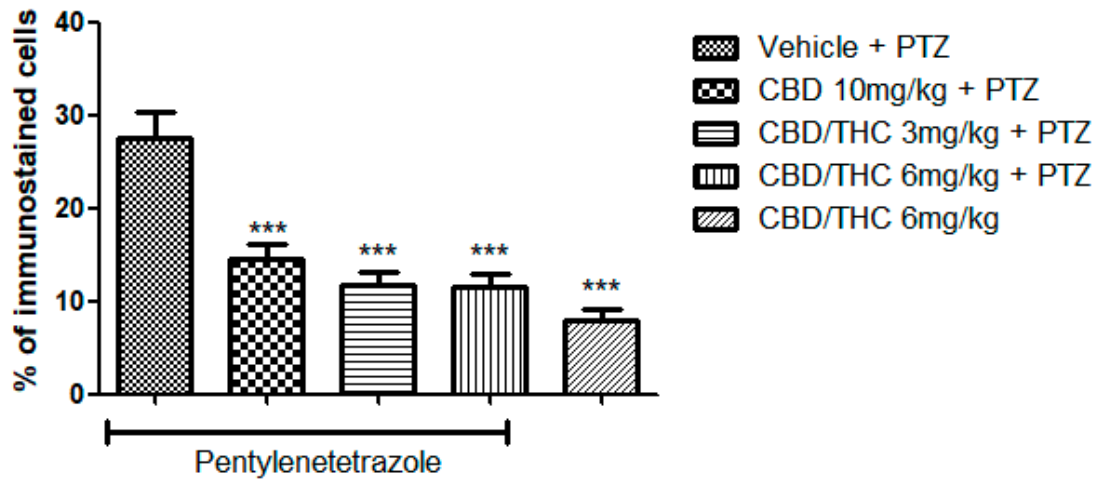 % of immunostained cells
40
30
20
10
0
***
***
***
***
Pentylenetetrazole
Vehicle + PTZ
CBD 10mg/kg + PTZ
CBD/THC 3mg/kg + PTZ
CBD/THC 6mg/kg + PTZ
CBD/THC 6mg/kg